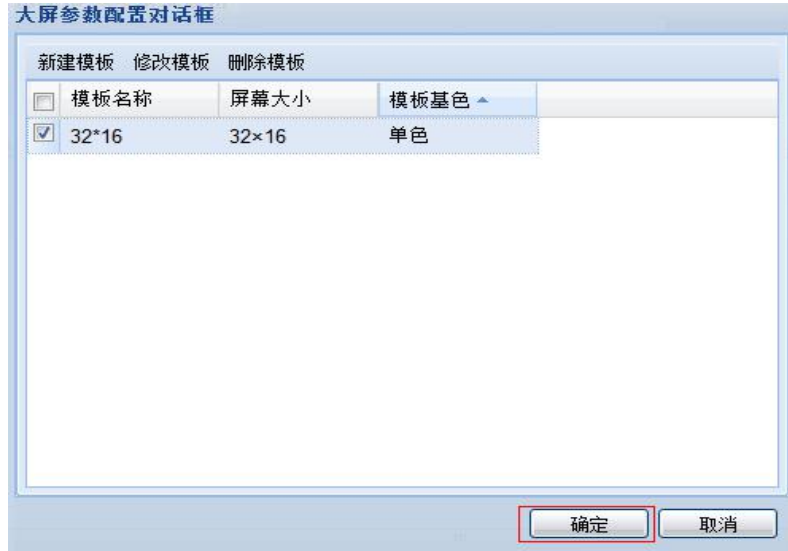 大屏参数配置对话框
新建模板 修改模板 删除模板
模板名称 屏幕大小 模板基色
32*16 32×16 单色
确定 取消